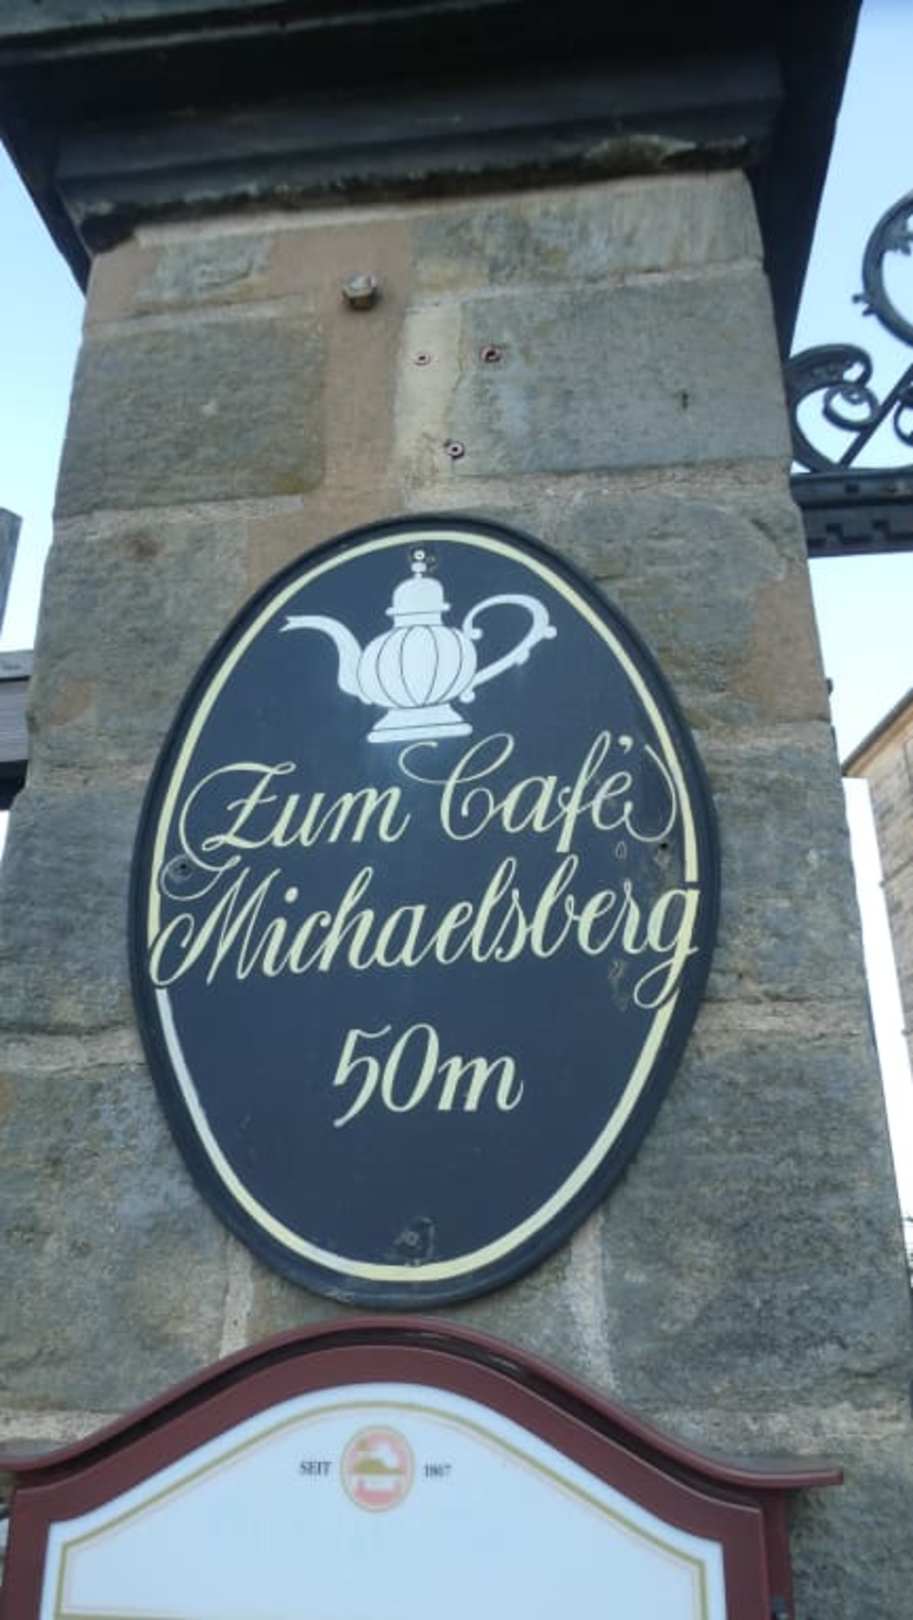 Zum Café
Michaelsberg
50m
SEIT 1867